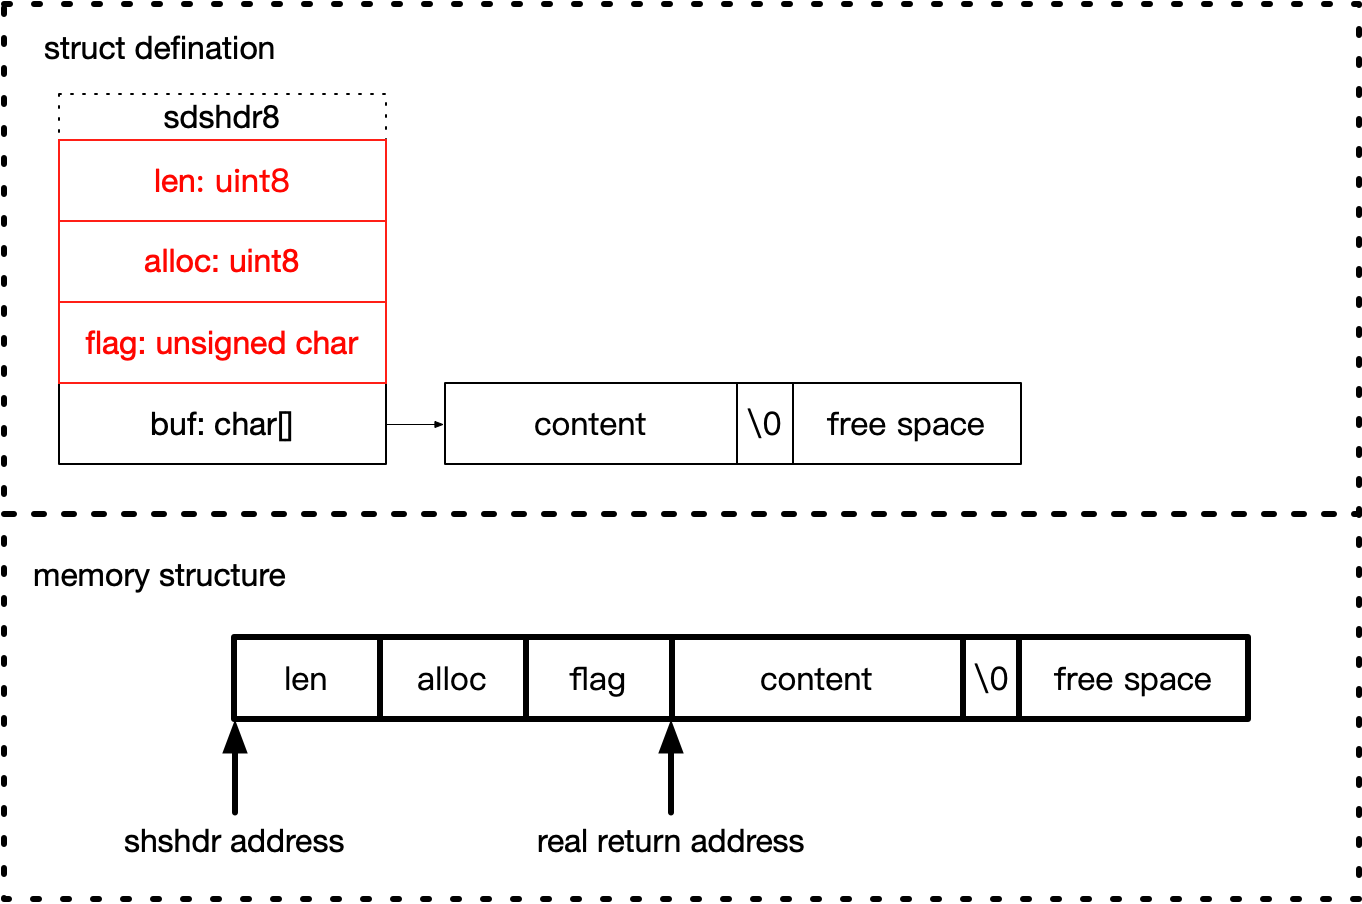 struct defination
sdshdr8
len: uint8
alloc: uint8
flag: unsigned char
buf: char[]
content
\0
free space
memory structure
len
alloc
flag
content
\0
free space
shshdr address
real return address